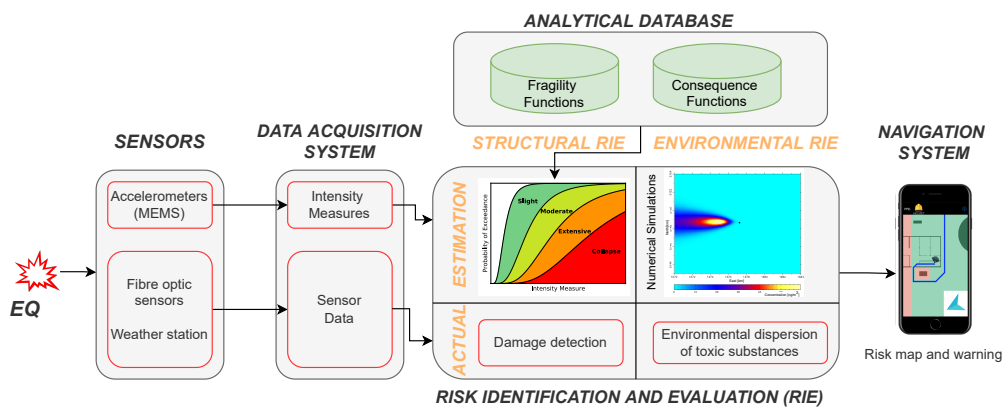 ANALYTICAL DATABASE
Fragility
Functions
Consequence
Functions
SENSORS
DATA ACQUISITION
SYSTEM
STRUCTURAL RIE
ENVIRONMENTAL RIE
NAVIGATION
SYSTEM
Accelerometers
(MEMS)
Intensity
Measures
ESTIMATION
Probability of Exceedance
Slight
Moderate
Extensive
Collapse
Intensity Measure
Numerical Simulations
EQ
Fibre optic
sensors
Weather station
Sensor
Data
ACTUAL
Damage detection
Environmental dispersion
of toxic substances
Risk map and warning
RISK IDENTIFICATION AND EVALUATION (RIE)